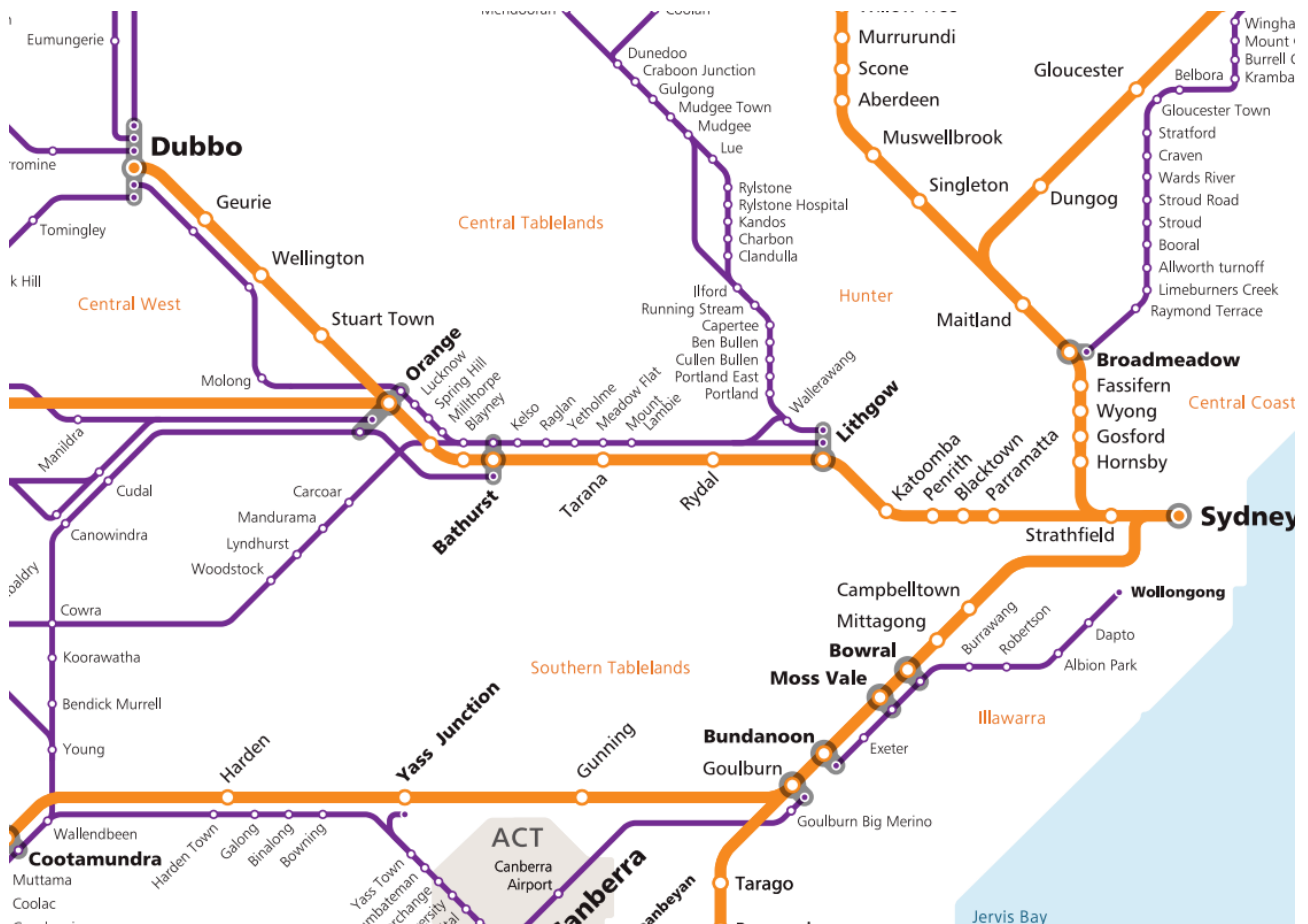 Eumungerie
Dunedoo
Craboon Junction
Gulgong
Mudgee Town
Mudgee
Lue
Rylstone
Rylstone Hospital
Kandos
Charbon
Clandulla
Ilford
Running Stream
Capertee
Ben Bullen
Cullen Bullen
Portland East
Portland
Wallerawang
Murrurundi
Scone
Aberdeen
Muswellbrook
Singleton
Gloucester
Dungog
Maitland
Belbora
Gloucester Town
Stratford
Craven
Wards River
Stroud Road
Stroud
Booral
Allworth turnoff
Limeburners Creek
Raymond Terrace
Broadmeadow
Fassifern
Wyong
Gosford
Hornsby
Central Coast
Hunter
Central Tablelands
Central West
Dubbo
Geurie
Wellington
Stuart Town
Tomingley
k Hill
Molong
Orange
Lucknow
Spring Hill
Millthorpe
Blayney
Kelso
Raglan
Yetholme
Meadow Flat
Mount
Lambie
Lithgow
Bathurst
Tarana
Rydal
Katoomba
Penrith
Blacktown
Parramatta
Strathfield
Sydney
Manildra
Cudal
Canowindra
Carcoar
Mandurama
Lyndhurst
Woodstock
Cowra
Koorawatha
Bendick Murrell
Young
Wallendbeen
Cootamundra
Muttama
Coolac
Harden
Yass Junction
Gunning
Harden Town
Galong
Binalong
Bowning
Yass Town
Southern Tablelands
Campbelltown
Mittagong
Bowral
Moss Vale
Bundanoon
Goulburn
Exeter
Goulburn Big Merino
Burrawang
Robertson
Albion Park
Dapto
Wollongong
Illawarra
ACT
Canberra
Airport
Canberra
Tarago
Jervis Bay